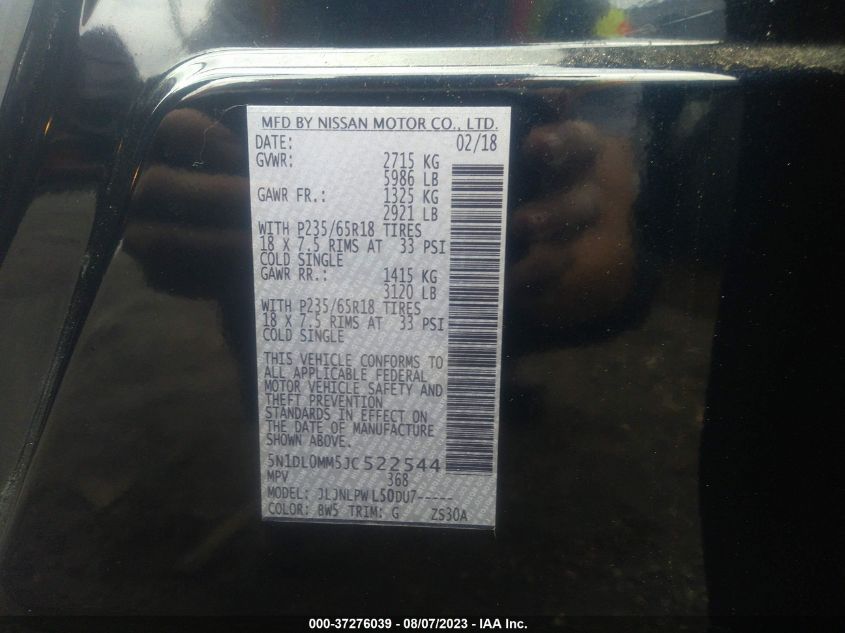 MFD BY NISSAN MOTOR CO., LTD.
DATE: 02/18
GVWR: 2715 KG
5986 LB
GAWR FR.: 1325 KG
2921 LB
WITH P235/65R18 TIRES
18 X 7.5 RIMS AT 33 PSI
COLD SINGLE
GAWR RR.: 1415 KG
3120 LB
WITH P235/65R18 TIRES
18 X 7.5 RIMS AT 33 PSI
COLD SINGLE
THIS VEHICLE CONFORMS TO
ALL APPLICABLE FEDERAL
MOTOR VEHICLE SAFETY AND
THEFT PREVENTION
STANDARDS IN EFFECT ON
THE DATE OF MANUFACTURE
SHOWN ABOVE.
5N1DL0MM5JC522544
MPV 368
MODEL: JLJNLPW L50DU7-----
COLOR: BW5 TRIM: G ZS30A
000-37276039 - 08/07/2023 - IAA Inc.